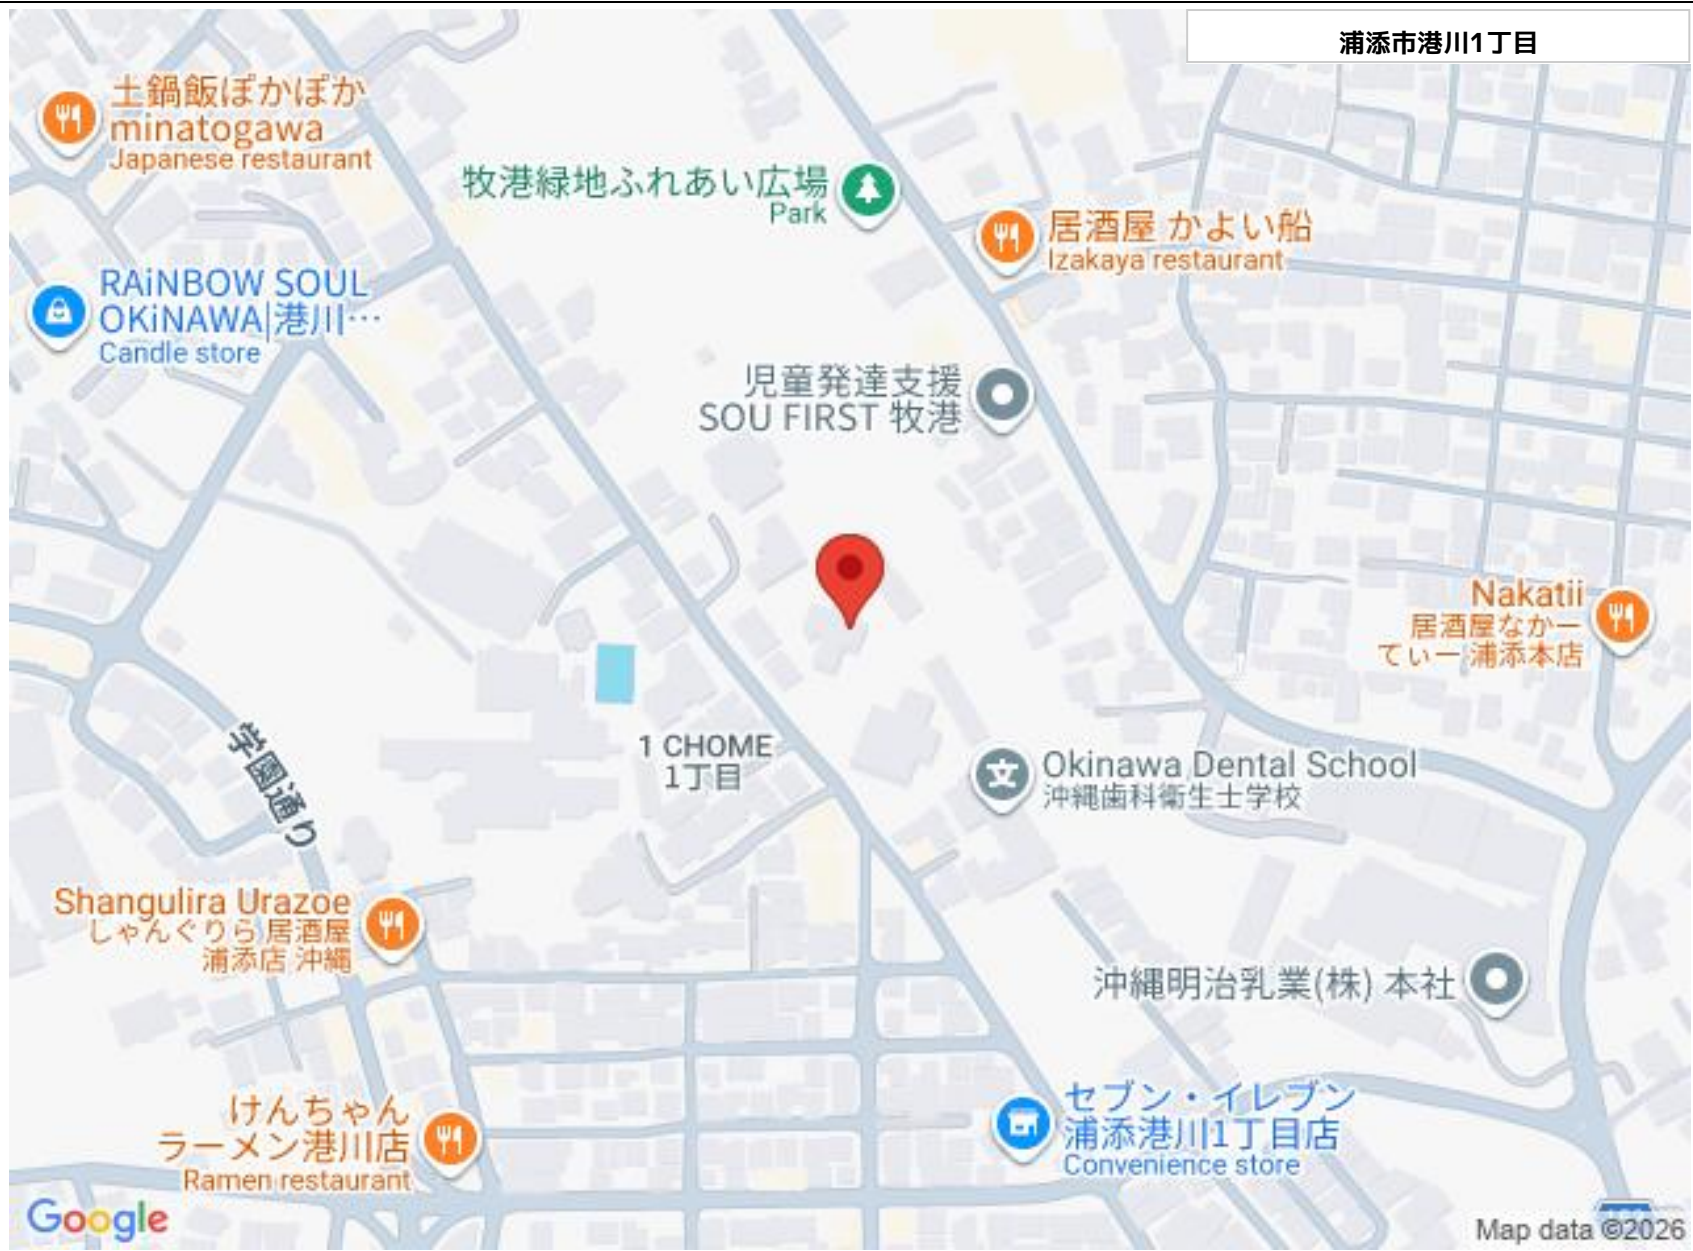 浦添市港川1丁目
土鍋飯ぽかぽか
minatogawa
Japanese restaurant
牧港緑地ふれあい広場
Park
居酒屋 かよい船
Izakaya restaurant
RAiNBOW SOUL
OKiNAWA|港川…
Candle store
児童発達支援
SOU FIRST 牧港
Nakatii
居酒屋なかー
てぃー 浦添本店
1 CHOME
1丁目
学園通り
Okinawa Dental School
沖縄歯科衛生士学校
Shangulira Urazoe
しゃんぐりら 居酒屋
浦添店 沖縄
沖縄明治乳業(株) 本社
けんちゃん
ラーメン港川店
Ramen restaurant
セブン・イレブン
浦添港川1丁目店
Convenience store
Google
Map data ©2026